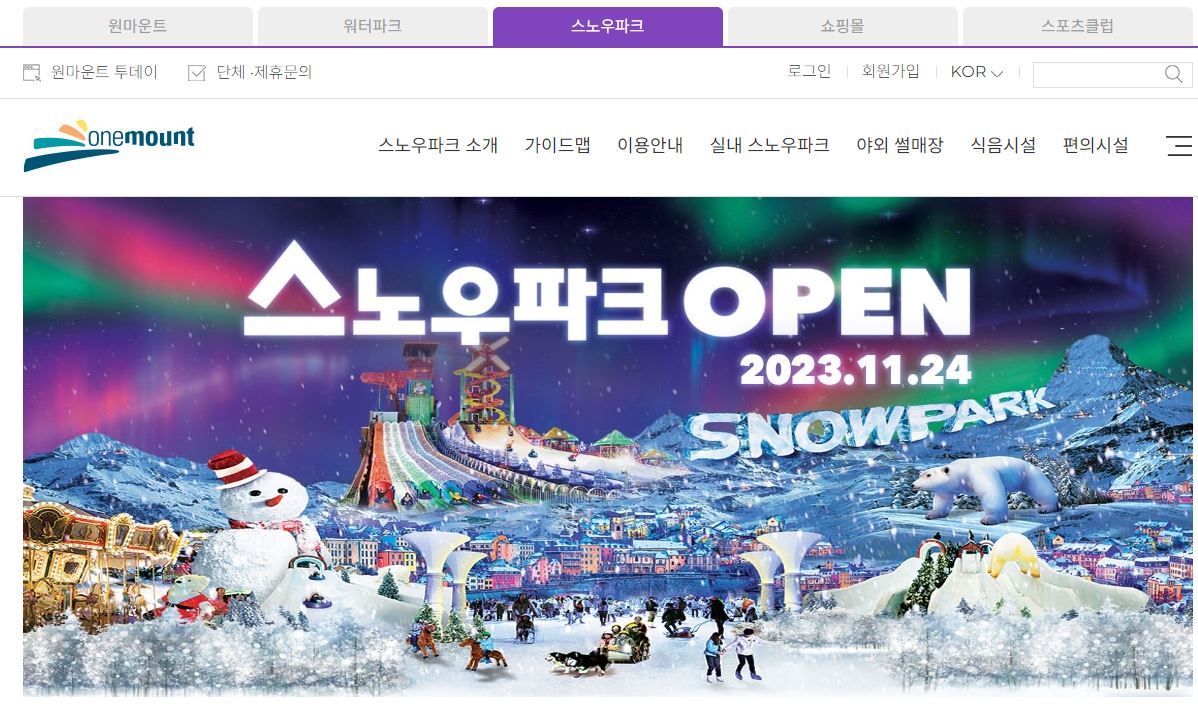 원마운트 워터파크 스노우파크 쇼핑몰 스포츠클럽
원마운트 투데이 단체 ·제휴문의 로그인 회원가입 KOR
onemount 스노우파크 소개 가이드맵 이용안내 실내 스노우파크 야외 썰매장 식음시설 편의시설
스노우파크 OPEN
2023.11.24
SNOWPARK